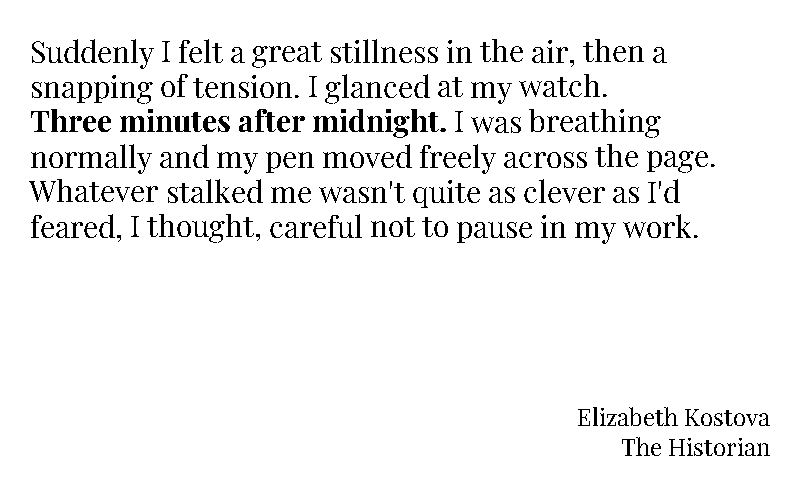 Suddenly I felt a great stillness in the air, then a
snapping of tension. I glanced at my watch.
Three minutes after midnight. I was breathing
normally and my pen moved freely across the page.
Whatever stalked me wasn't quite as clever as I'd
feared, I thought, careful not to pause in my work.
Elizabeth Kostova
The Historian